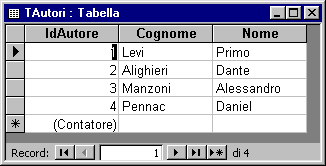 TAutori : Tabella
IdAutore Cognome Nome
1 Levi Primo
2 Alighieri Dante
3 Manzoni Alessandro
4 Pennac Daniel
(Contatore)
Record: 1 di 4